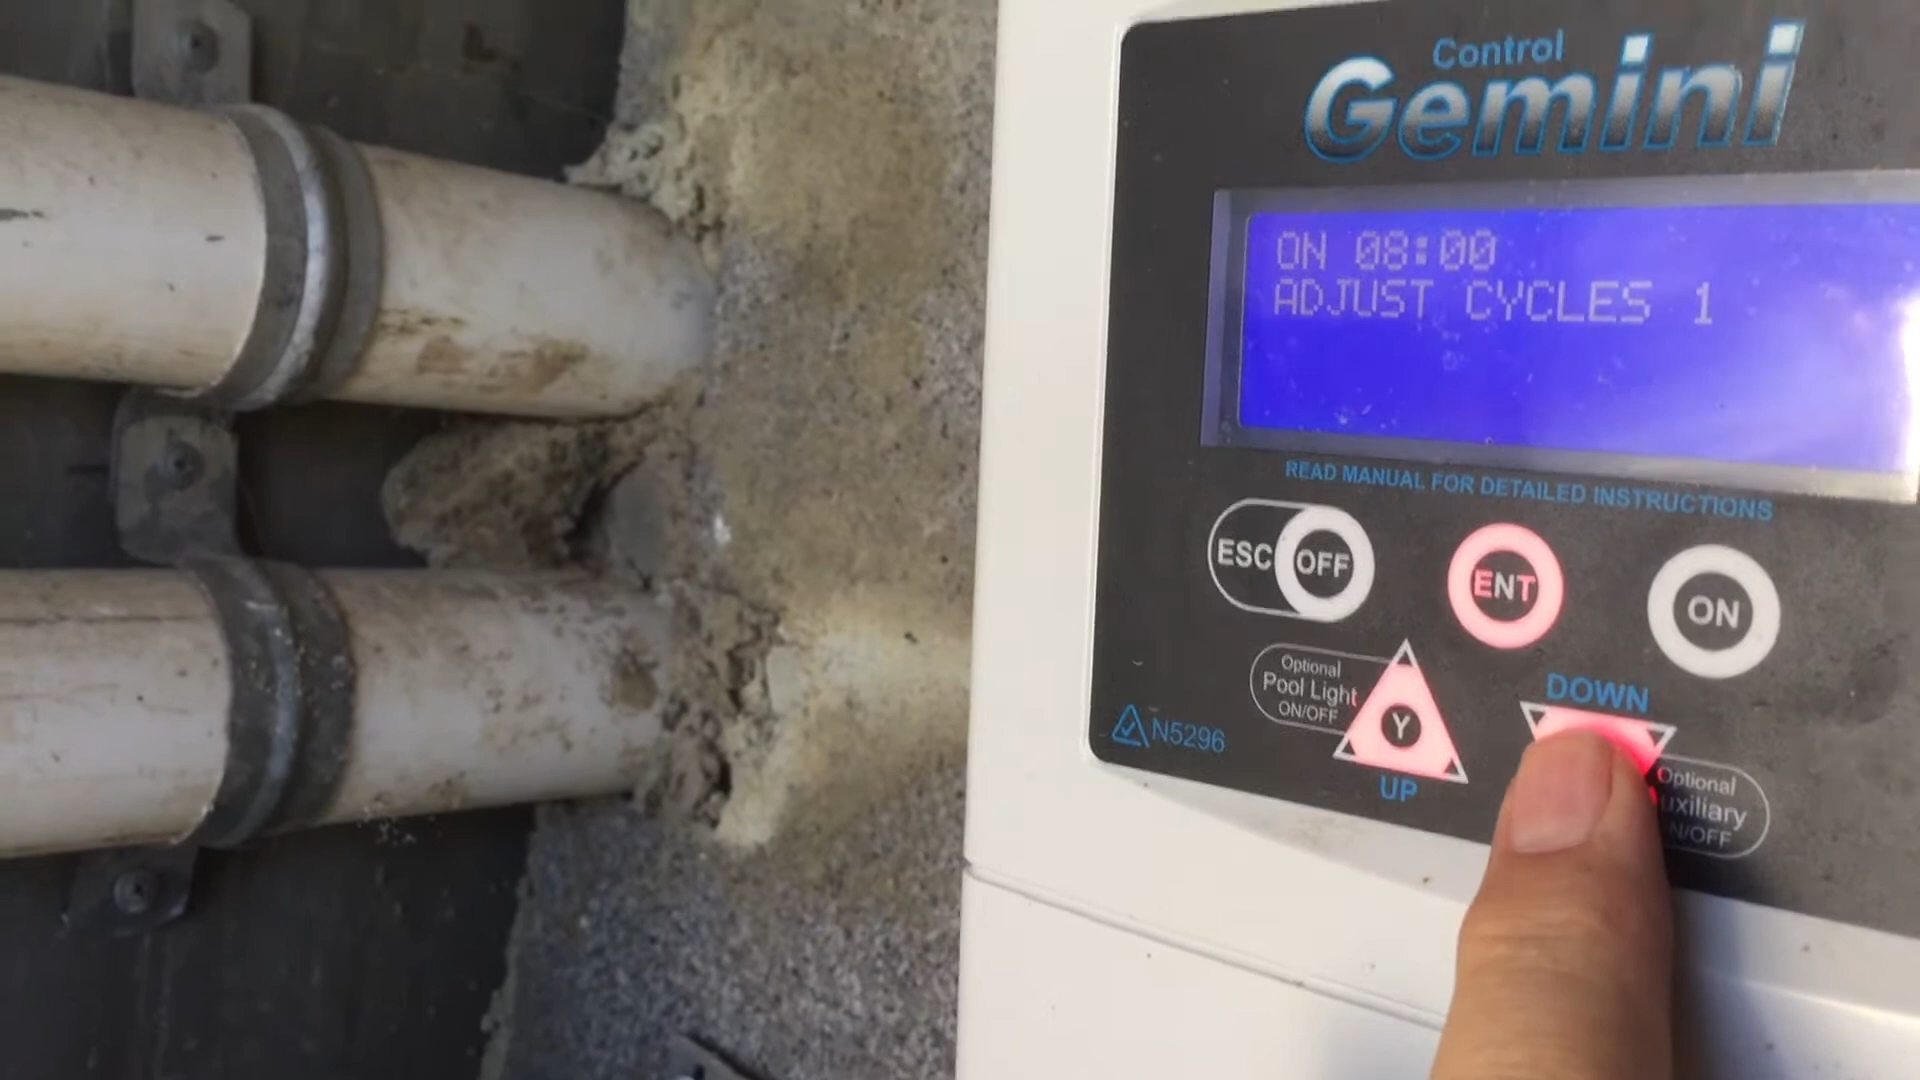 Control
Gemini
ON 08:00
ADJUST CYCLES 1
READ MANUAL FOR DETAILED INSTRUCTIONS
ESC OFF
ENT
ON
Optional
Pool Light
ON/OFF
Y
UP
DOWN
Optional
N5296